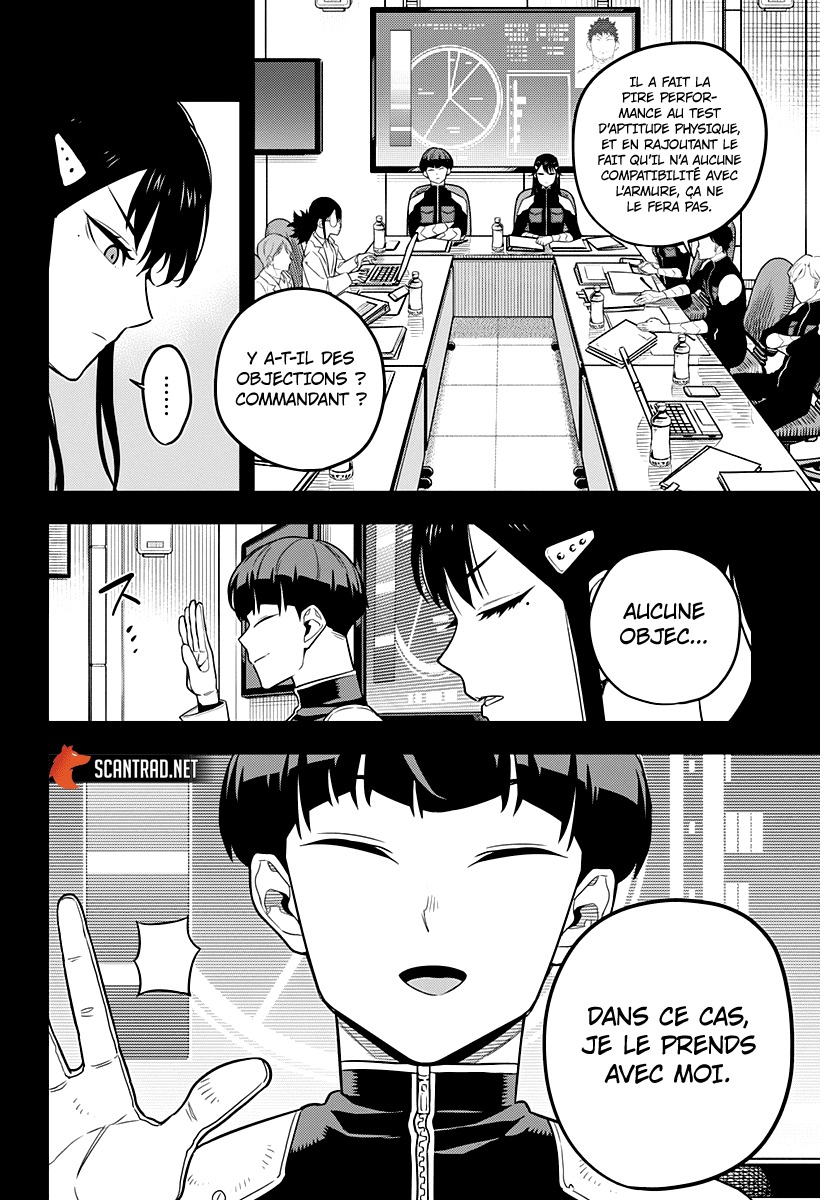 IL A FAIT LA
PIRE PERFOR-
MANCE AU TEST
D'APTITUDE PHYSIQUE,
ET EN RAJOUTANT LE
FAIT QU'IL N'A AUCUNE
COMPATIBILITÉ AVEC
L'ARMURE, ÇA NE
LE FERA PAS.
Y A-T-IL DES
OBJECTIONS ?
COMMANDANT ?
......
AUCUNE
OBJEC...
ス
SCANTRAD.NET
DANS CE CAS,
JE LE PRENDS
AVEC MOI.